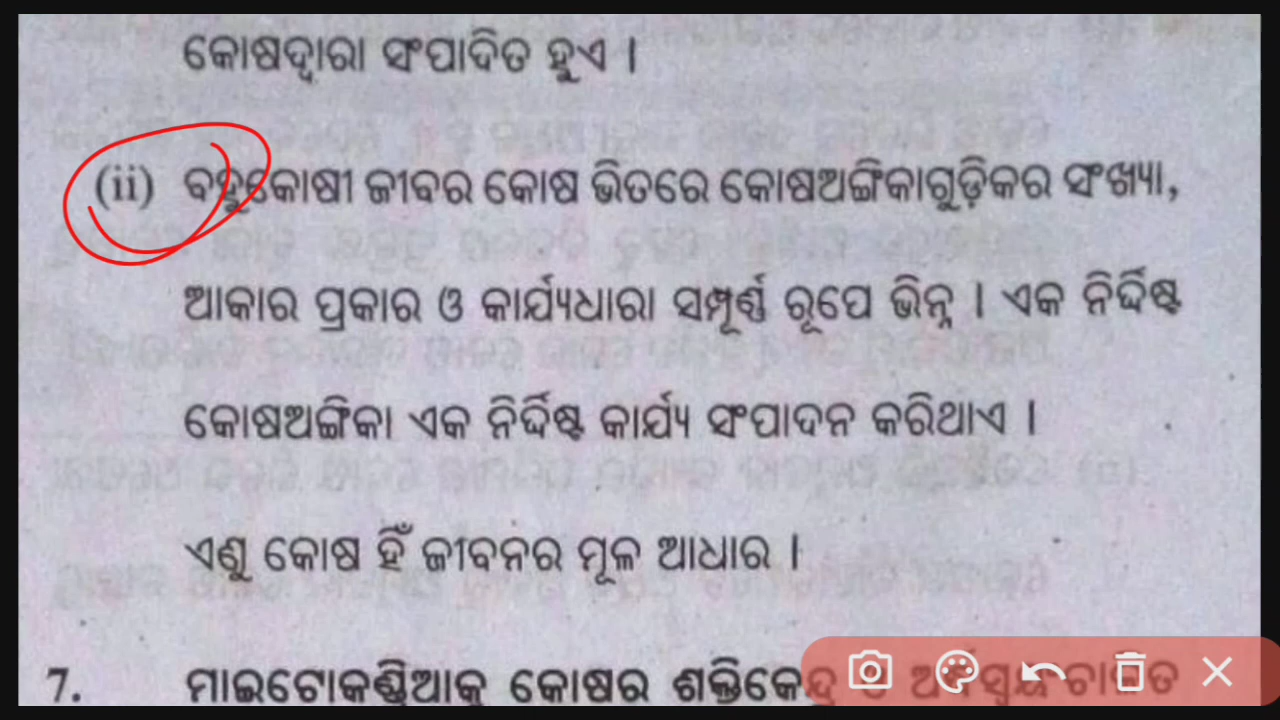 କୋଷଦ୍ୱାରା ସଂପାଦିତ ହୁଏ ।
(ii) ବହୁକୋଷୀ ଜୀବର କୋଷ ଭିତରେ କୋଷଅଙ୍ଗିକାଗୁଡ଼ିକର ସଂଖ୍ୟା,
ଆକାର ପ୍ରକାର ଓ କାର୍ଯ୍ୟଧାରା ସମ୍ପୂର୍ଣ୍ଣ ରୂପେ ଭିନ୍ନ । ଏକ ନିର୍ଦ୍ଦିଷ୍ଟ
କୋଷଅଙ୍ଗିକା ଏକ ନିର୍ଦ୍ଦିଷ୍ଟ କାର୍ଯ୍ୟ ସଂପାଦନ କରିଥାଏ ।
ଏଣୁ କୋଷ ହିଁ ଜୀବନର ମୂଳ ଆଧାର ।
7. ମାଇଟୋକଣ୍ଡ୍ରିଆକୁ କୋଷର